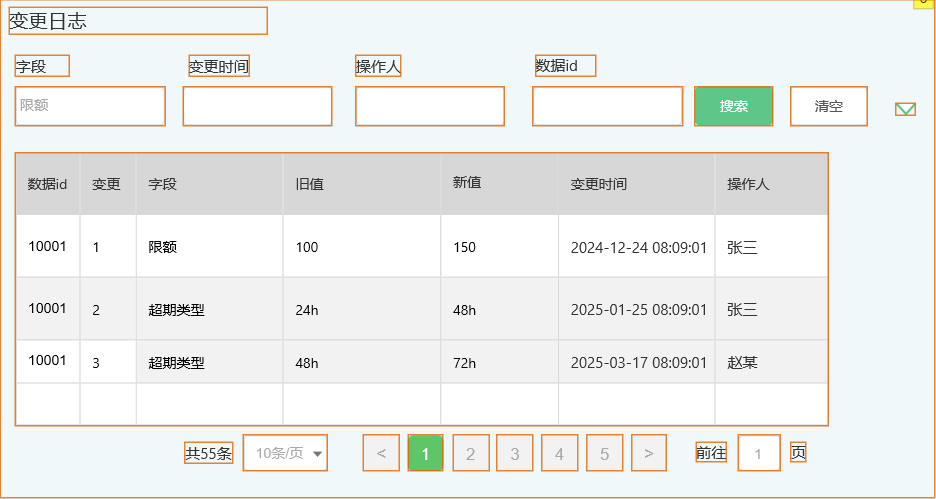 变更日志
字段 变更时间 操作人 数据id
限额 搜索 清空
数据id 变更 字段 旧值 新值 变更时间 操作人
10001 1 限额 100 150 2024-12-24 08:09:01 张三
10001 2 超期类型 24h 48h 2025-01-25 08:09:01 张三
10001 3 超期类型 48h 72h 2025-03-17 08:09:01 赵某
共55条 10条/页 < 1 2 3 4 5 > 前往 1 页